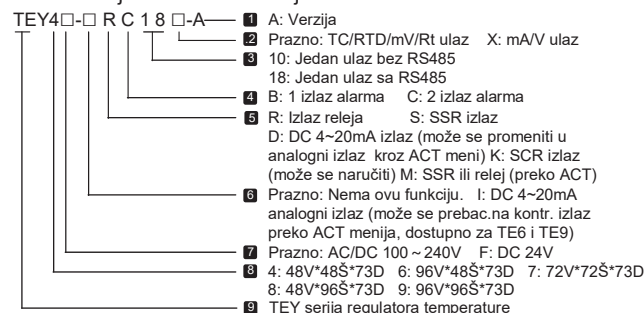 TEY4□-□ R C 1 8 □-A
1 A: Verzija
2 Prazno: TC/RTD/mV/Rt ulaz X: mA/V ulaz
3 10: Jedan ulaz bez RS485
18: Jedan ulaz sa RS485
4 B: 1 izlaz alarma C: 2 izlaz alarma
5 R: Izlaz releja S: SSR izlaz
D: DC 4~20mA izlaz (može se promeniti u
analogni izlaz kroz ACT meni) K: SCR izlaz
(može se naručiti) M: SSR ili relej (preko ACT)
6 Prazno: Nema ovu funkciju. I: DC 4~20mA
analogni izlaz (može se prebac.na kontr. izlaz
preko ACT menija, dostupno za TE6 i TE9)
7 Prazno: AC/DC 100～240V F: DC 24V
8 4: 48V*48Š*73D 6: 96V*48Š*73D 7: 72V*72Š*73D
8: 48V*96Š*73D 9: 96V*96Š*73D
9 TEY serija regulatora temperature